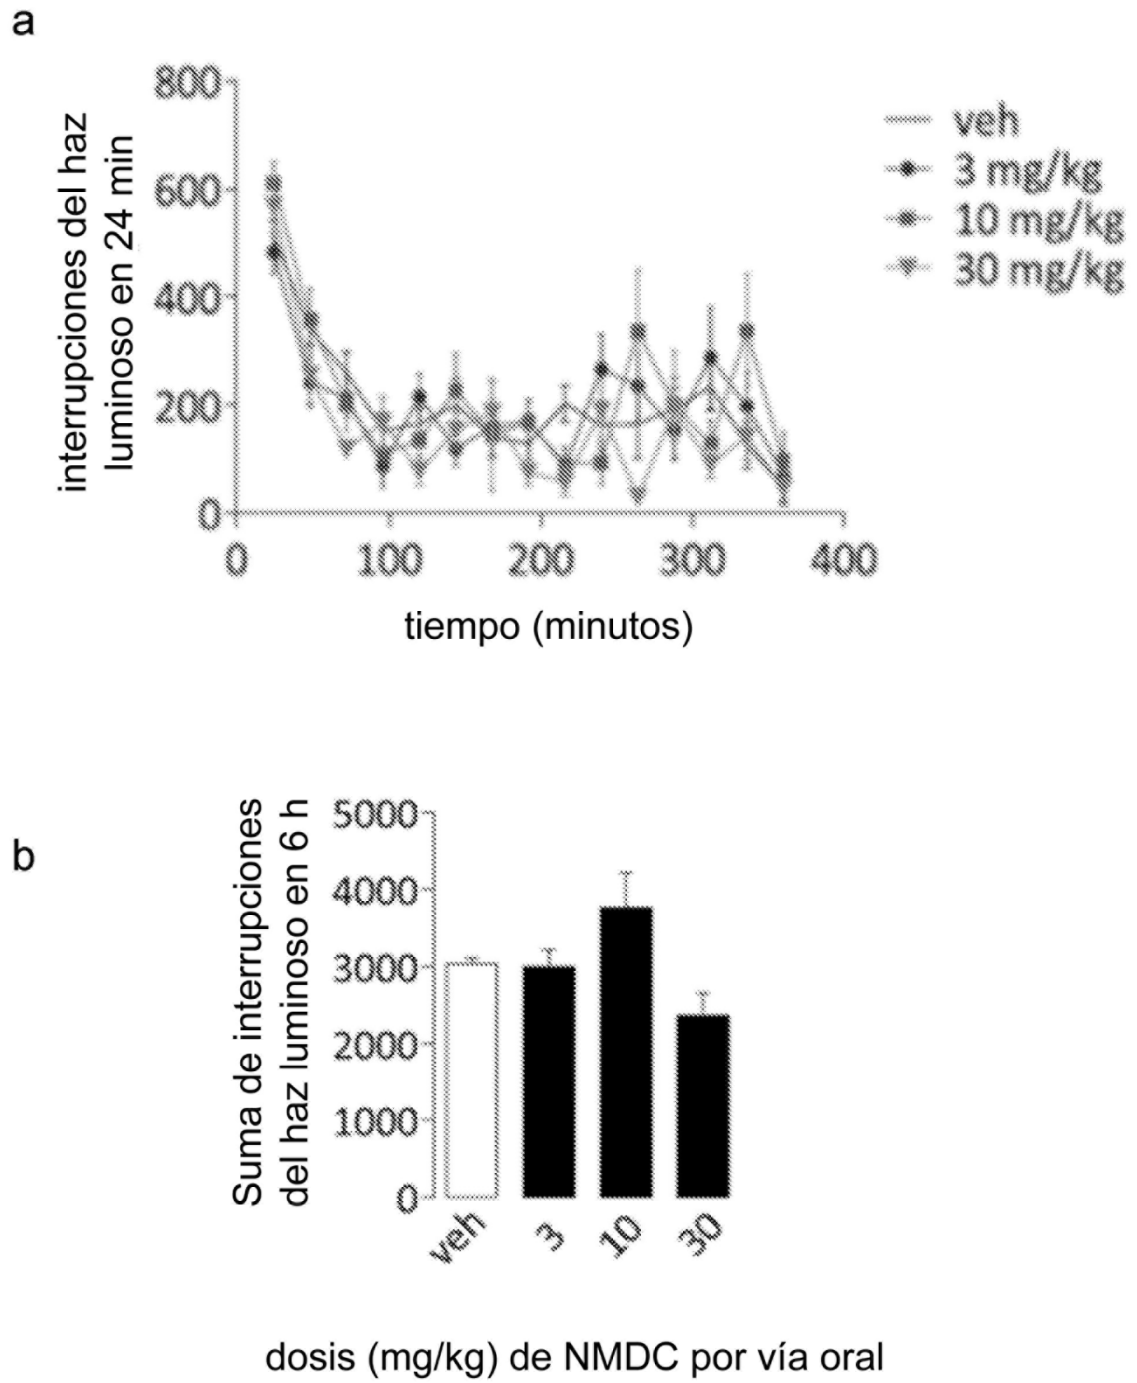 a
interrupciones del haz
luminoso en 24 min
800
600
400
200
0
0 100 200 300 400
tiempo (minutos)
veh
3 mg/kg
10 mg/kg
30 mg/kg
b
Suma de interrupciones
del haz luminoso en 6 h
5000
4000
3000
2000
1000
0
veh 3 10 30
dosis (mg/kg) de NMDC por vía oral